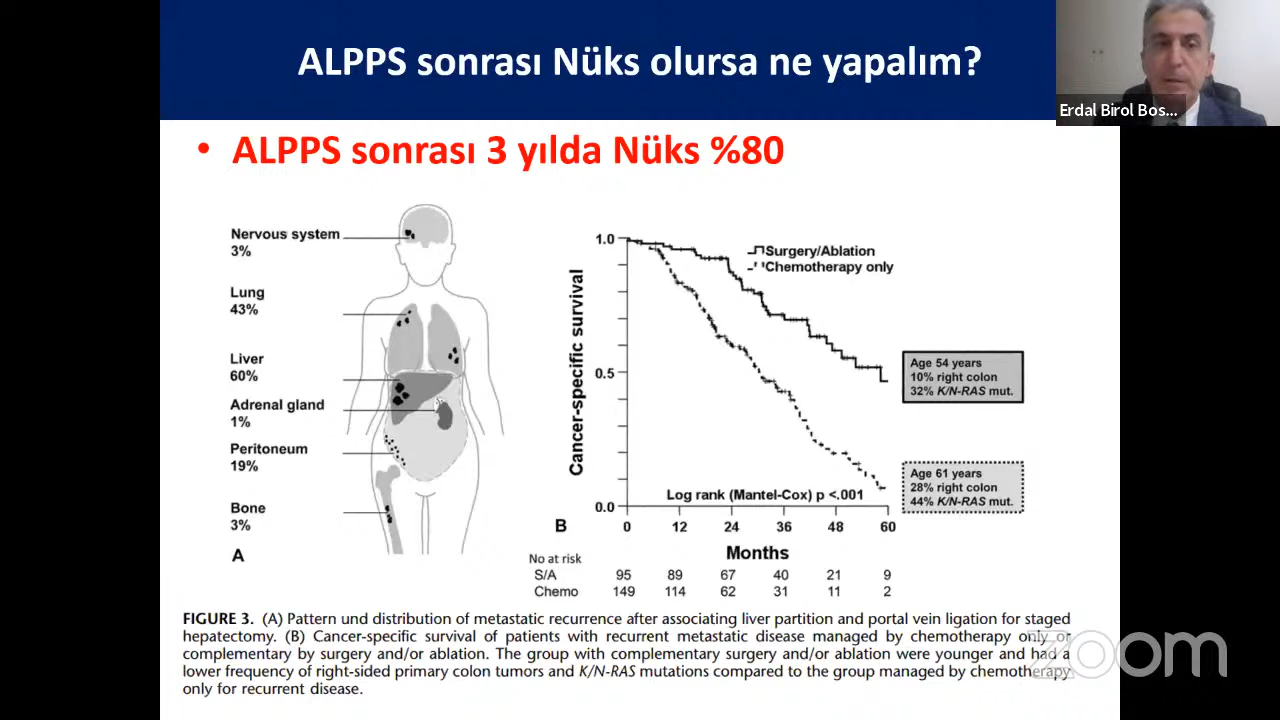 ALPPS sonrası Nüks olursa ne yapalım?
Erdal Birol Bos...
• ALPPS sonrası 3 yılda Nüks %80
Nervous system
3%
Lung
43%
Liver
60%
Adrenal gland
1%
Peritoneum
19%
Bone
3%
A
Cancer-specific survival
1.0
0.5
0.0
Surgery/Ablation
Chemotherapy only
Age 54 years
10% right colon
32% K/N-RAS mut.
Age 61 years
28% right colon
44% K/N-RAS mut.
Log rank (Mantel-Cox) p <.001
B
0 12 24 36 48 60
Months
No at risk
S/A 95 89 67 40 21 9
Chemo 149 114 62 31 11 2
FIGURE 3. (A) Pattern und distribution of metastatic recurrence after associating liver partition and portal vein ligation for staged
hepatectomy. (B) Cancer-specific survival of patients with recurrent metastatic disease managed by chemotherapy only or
complementary by surgery and/or ablation. The group with complementary surgery and/or ablation were younger and had a
lower frequency of right-sided primary colon tumors and K/N-RAS mutations compared to the group managed by chemotherapy
only for recurrent disease.
zoom